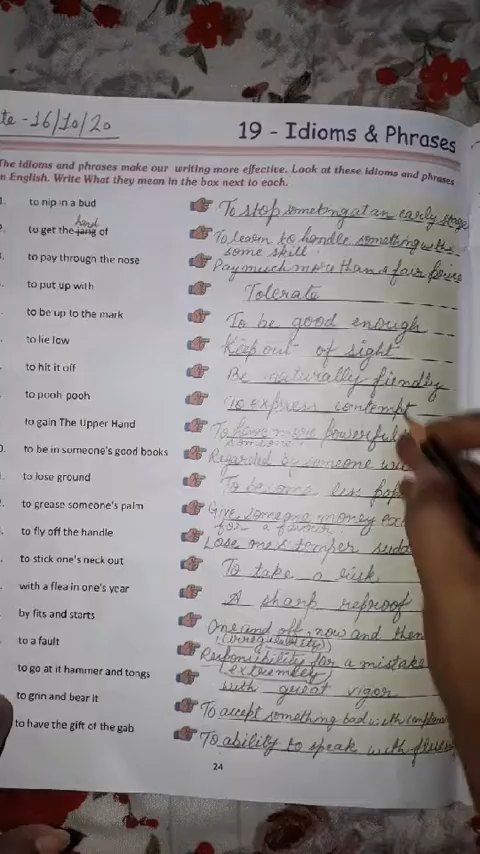 te -16/10/20
19 - Idioms & Phrases
The idioms and phrases make our writing more effective. Look at these idioms and phrases
n English. Write What they mean in the box next to each.
1. to nip in a bud To stop someting at an early stage
hand
2. to get the jang of To learn to handle something with
some skill.
to pay through the nose Pay much more than a fair
to put up with Tolerate
to be up to the mark To be good enough
to lie low Keep out of sight
to hit it off Be naturally fiendly
to pooh pooh To express contempt
to gain The Upper Hand To have more powerful
someone
0. to be in someone's good books Regarded by someone
to lose ground To become less pop
to grease someone's palm Give someone money
for a favour
to fly off the handle Lose temper sudd
to stick one's neck out To take a risk
with a flea in one's year A sharp reproof
by fits and starts One and off, now and then
(irregularity)
to a fault Responsibility for a mistake
(extremely)
to go at it hammer and tongs with great vigor
to grin and bear it To accept something bad with
to have the gift of the gab To ability to speak with
24